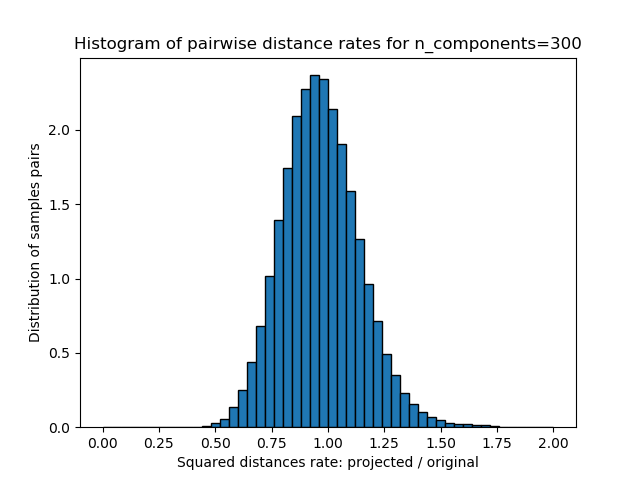 Histogram of pairwise distance rates for n_components=300
Distribution of samples pairs
2.0
1.5
1.0
0.5
0.0
0.00 0.25 0.50 0.75 1.00 1.25 1.50 1.75 2.00
Squared distances rate: projected / original